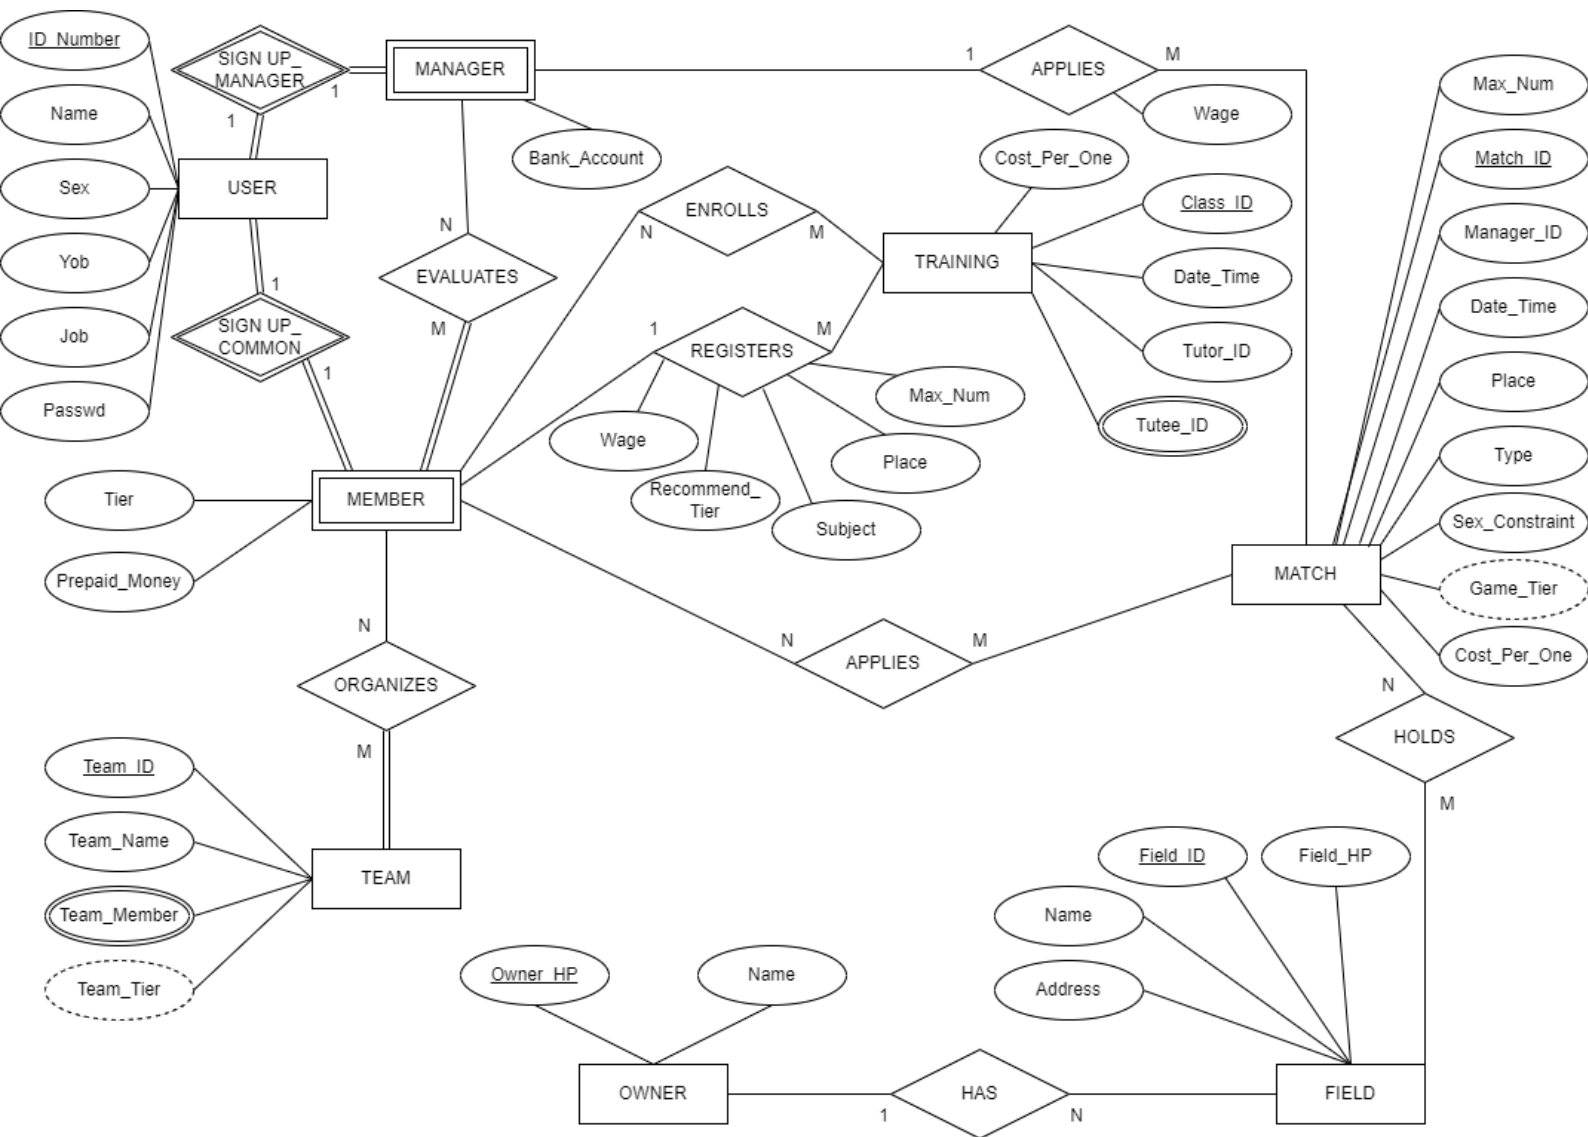 ID_Number
Name
Sex
Yob
Job
Passwd
SIGN UP_
MANAGER
1
1
USER
1
SIGN UP_
COMMON
1
MANAGER
Bank_Account
N
EVALUATES
M
1
APPLIES
M
Wage
ENROLLS
N
M
Cost_Per_One
Class_ID
TRAINING
Date_Time
Tutor_ID
Tutee_ID
1
REGISTERS
M
Wage
Recommend_
Tier
Subject
Place
Max_Num
Max_Num
Match_ID
Manager_ID
Date_Time
Place
Type
Sex_Constraint
Game_Tier
Cost_Per_One
MATCH
Tier
Prepaid_Money
MEMBER
N
APPLIES
M
N
ORGANIZES
M
N
HOLDS
M
Team_ID
Team_Name
Team_Member
Team_Tier
TEAM
Owner_HP
Name
OWNER
1
HAS
N
Field_ID
Field_HP
Name
Address
FIELD